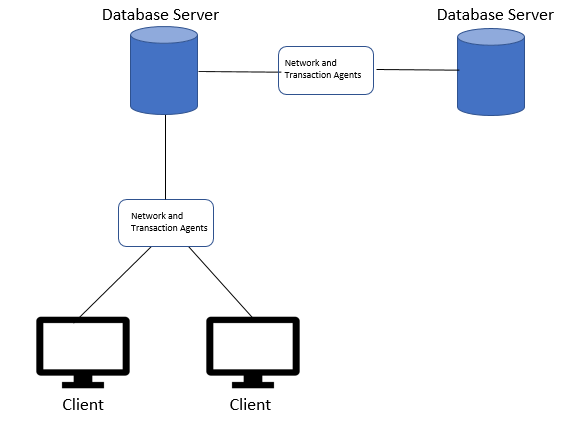 Database Server
Database Server
Network and
Transaction Agents
Network and
Transaction Agents
Client
Client